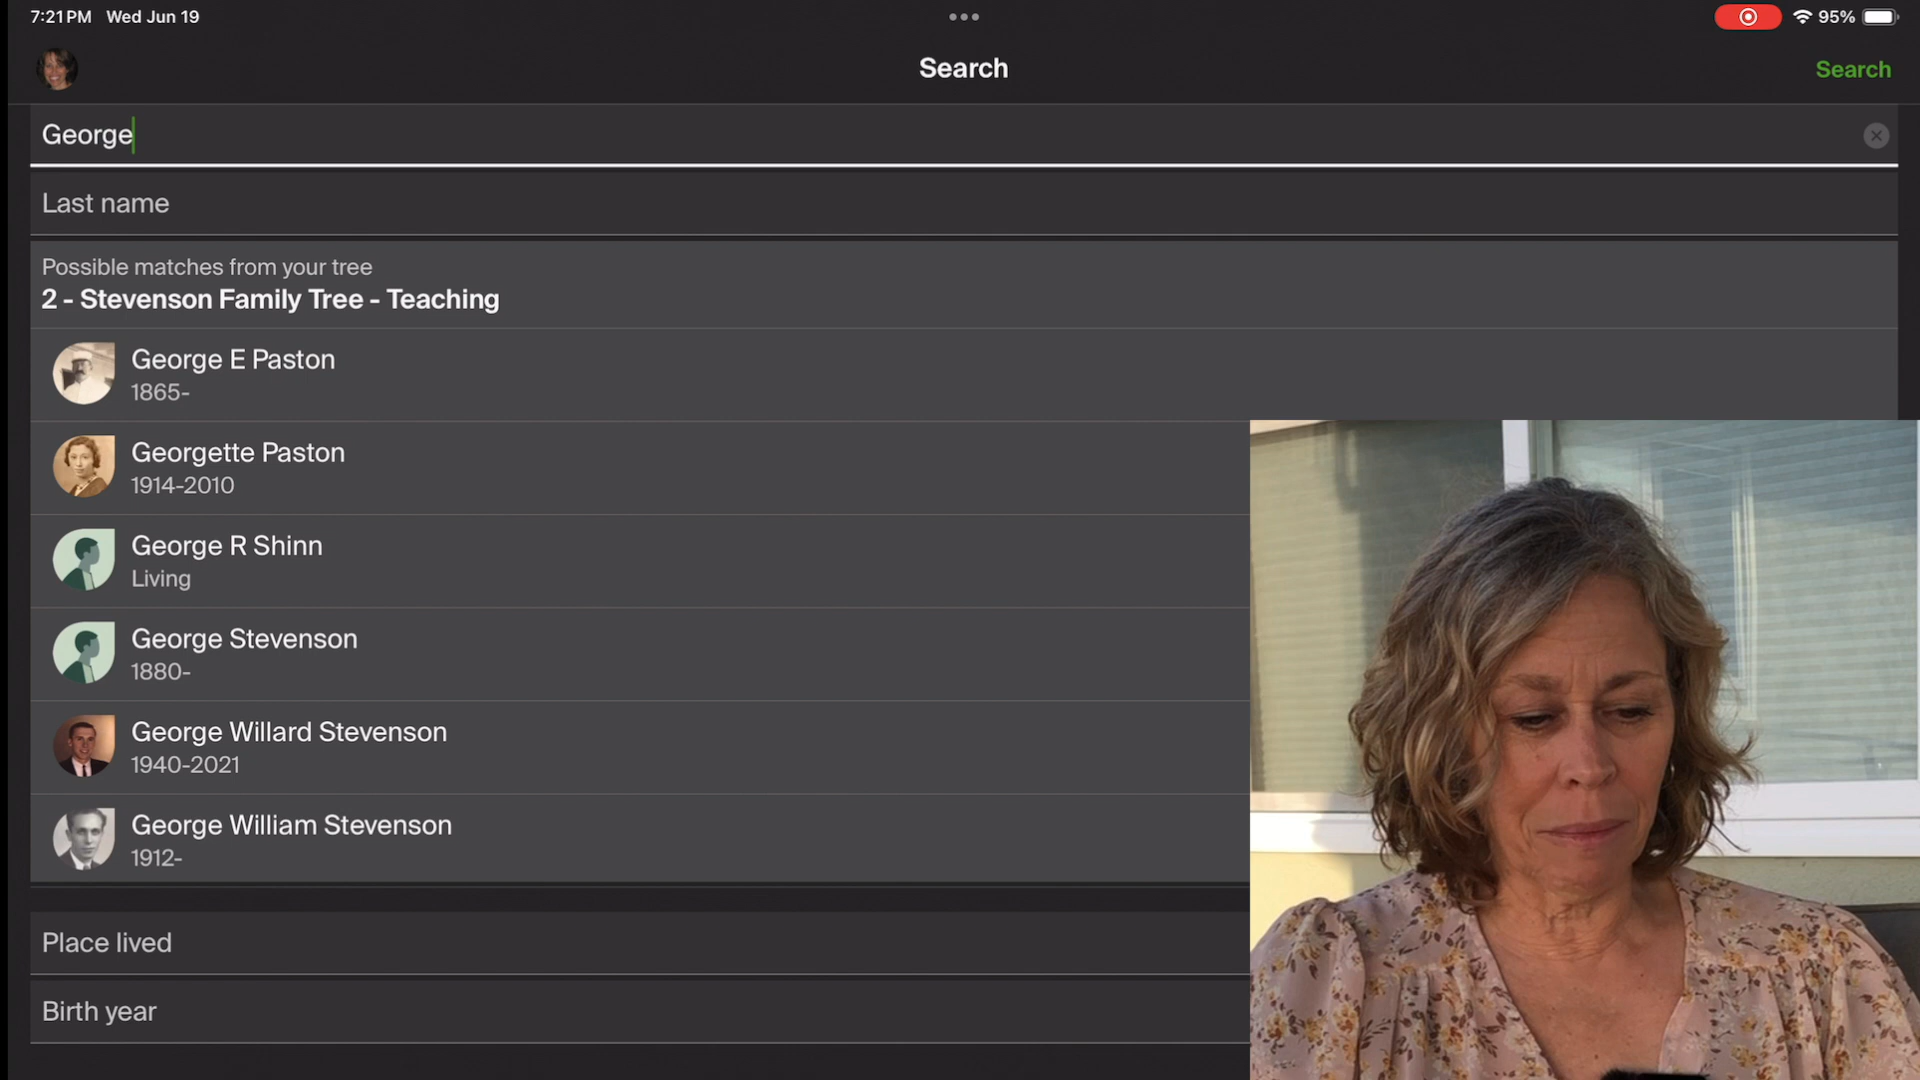 7:21 PM Wed Jun 19
95%
Search
Search
George
Last name
Possible matches from your tree
2 - Stevenson Family Tree - Teaching
George E Paston
1865-
Georgette Paston
1914-2010
George R Shinn
Living
George Stevenson
1880-
George Willard Stevenson
1940-2021
George William Stevenson
1912-
Place lived
Birth year